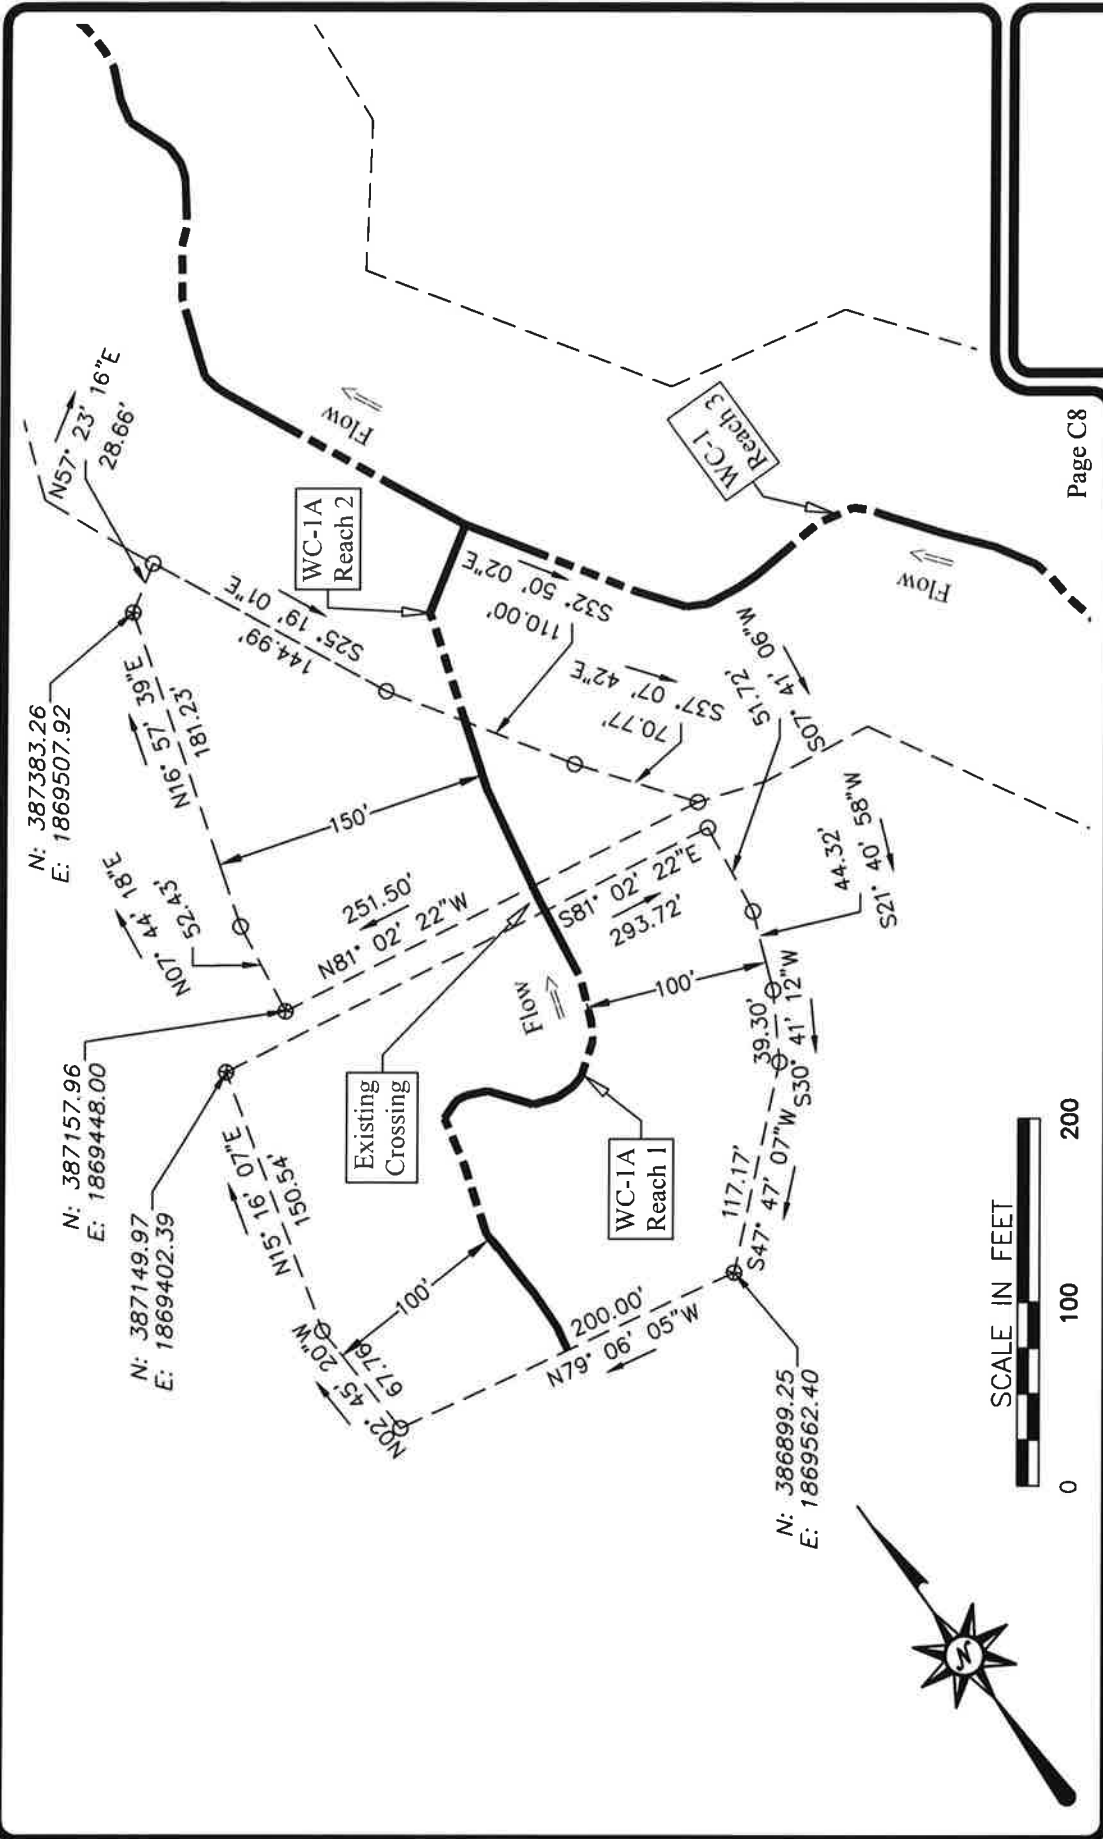 N: 387383.26
E: 1869507.92
N57° 23' 16"E
28.66'
N16° 57' 39"E
181.23'
N07° 44' 18"E
52.43'
N: 387157.96
E: 1869448.00
N: 387149.97
E: 1869402.39
N15° 16' 07"E
150.54'
N02° 45' 20"W
67.76'
WC-1A
Reach 2
S25° 19' 01"E
144.99'
Flow
150'
251.50'
N81° 02' 22"W
S81° 02' 22"E
293.72'
S32° 50' 02"E
110.00'
S37° 07' 42"E
70.77'
WC-1
Reach 3
Flow
51.72'
S07° 41' 06"W
44.32'
S21° 40' 58"W
Flow
100'
39.30'
S30° 41' 12"W
Existing
Crossing
WC-1A
Reach 1
117.17'
S47° 47' 07"W
100'
200.00'
N79° 06' 05"W
N: 386899.25
E: 1869562.40
SCALE IN FEET
0
100
200
N
Page C8